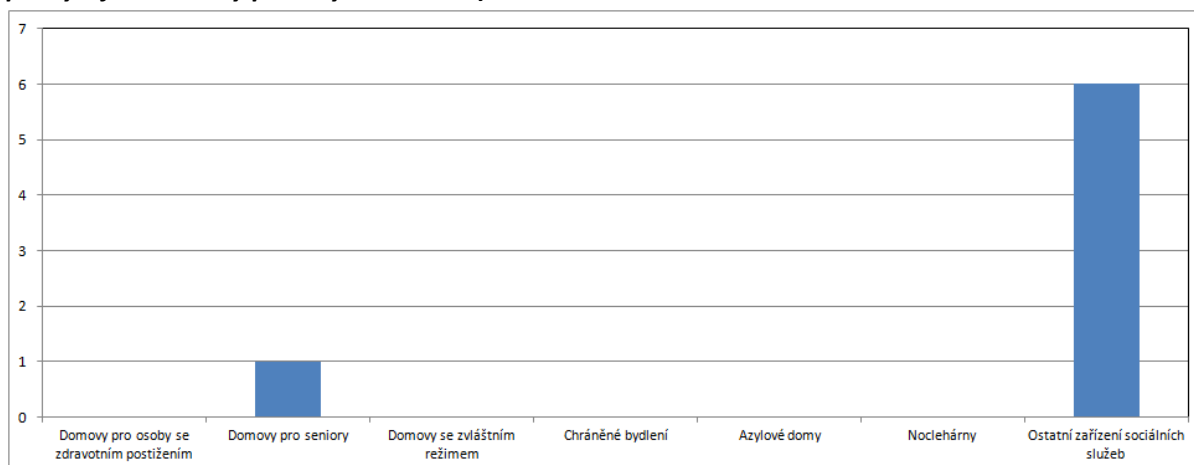 7
6
5
4
3
2
1
0
Domovy pro osoby se
zdravotním postižením
Domovy pro seniory
Domovy se zvláštním
režimem
Chráněné bydlení
Azylové domy
Noclehárny
Ostatní zařízení sociálních
služeb